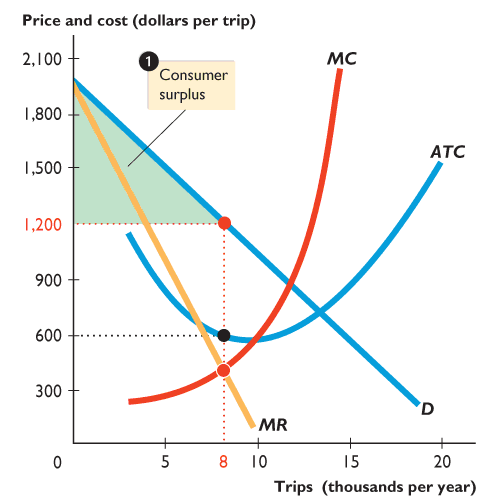 Price and cost (dollars per trip)
2,100
1,800
1,500
1,200
900
600
300
0
1
Consumer
surplus
MC
ATC
D
MR
5
8
10
15
20
Trips (thousands per year)